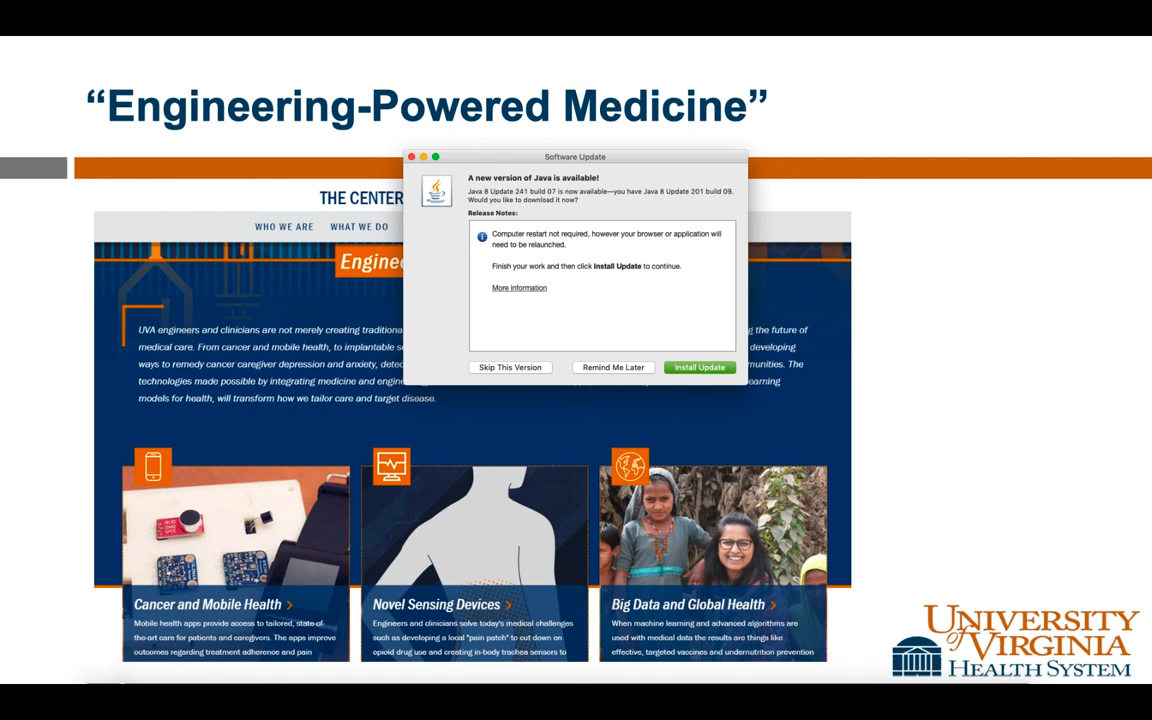 “Engineering-Powered Medicine”
Software Update
A new version of Java is available!
Java 8 Update 241 build 07 is now available—you have Java 8 Update 201 build 09.
Would you like to download it now?
Release Notes:
Computer restart not required, however your browser or application will
need to be relaunched.
Finish your work and then click Install Update to continue.
More information
Skip This Version
Remind Me Later
Install Update
THE CENTER
WHO WE ARE
WHAT WE DO
Enginee
UVA engineers and clinicians are not merely creating traditiona g the future of
medical care. From cancer and mobile health, to implantable s developing
ways to remedy cancer caregiver depression and anxiety, detec munities. The
technologies made possible by integrating medicine and engine learning
models for health, will transform how we tailor care and target disease.
Cancer and Mobile Health >
Mobile health apps provide access to tailored, state-of-
the-art care for patients and caregivers. The apps improve
outcomes regarding treatment adherence and pain
Novel Sensing Devices >
Engineers and clinicians solve today's medical challenges
such as developing a local "pain patch" to cut down on
opioid drug use and creating in-body trachea sensors to
Big Data and Global Health >
When machine learning and advanced algorithms are
used with medical data the results are things like
effective, targeted vaccines and undernutrition prevention
UNIVERSITY
of VIRGINIA
HEALTH SYSTEM